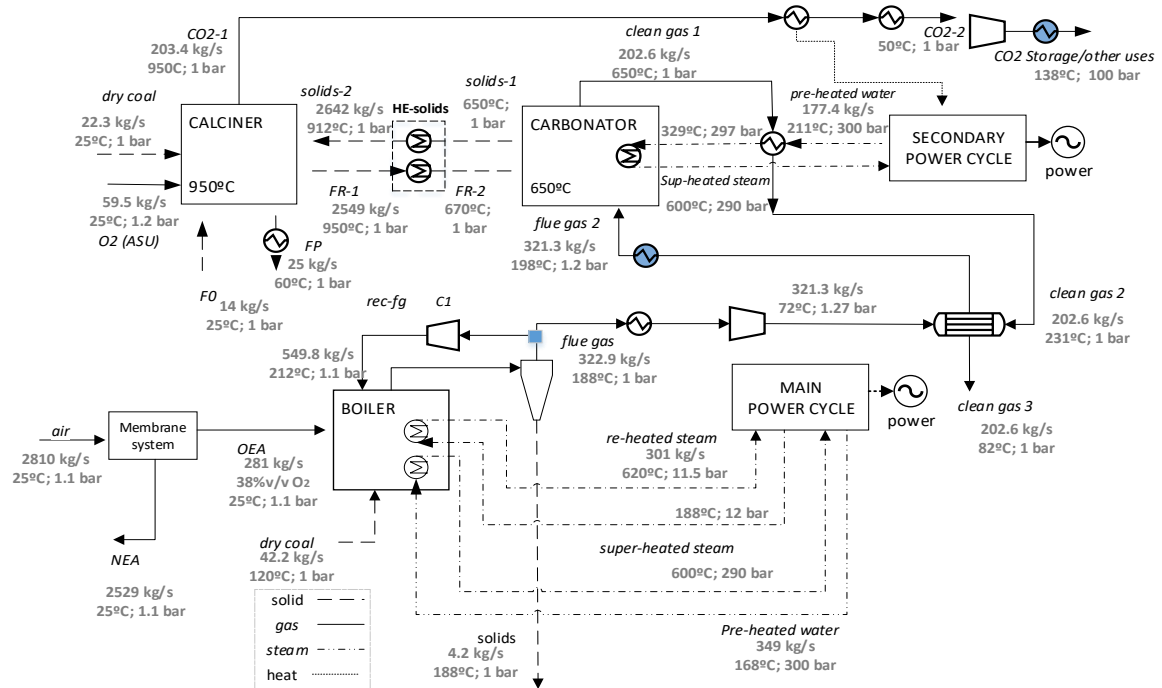 CO2-1
203.4 kg/s
950C; 1 bar
clean gas 1
202.6 kg/s
650ºC; 1 bar
50ºC; 1 bar
CO2-2
CO2 Storage/other uses
138ºC; 100 bar
dry coal
22.3 kg/s
25ºC; 1 bar
CALCINER
950ºC
59.5 kg/s
25ºC; 1.2 bar
O2 (ASU)
solids-2
2642 kg/s
912ºC; 1 bar
HE-solids
solids-1
650ºC;
1 bar
FR-1
2549 kg/s
950ºC; 1 bar
FR-2
670ºC;
1 bar
CARBONATOR
650ºC
329ºC; 297 bar
Sup-heated steam
600ºC; 290 bar
pre-heated water
177.4 kg/s
211ºC; 300 bar
SECONDARY
POWER CYCLE
power
F0
14 kg/s
25ºC; 1 bar
FP
25 kg/s
60ºC; 1 bar
flue gas 2
321.3 kg/s
198ºC; 1.2 bar
rec-fg
C1
549.8 kg/s
212ºC; 1.1 bar
flue gas
322.9 kg/s
188ºC; 1 bar
321.3 kg/s
72ºC; 1.27 bar
clean gas 2
202.6 kg/s
231ºC; 1 bar
clean gas 3
202.6 kg/s
82ºC; 1 bar
air
2810 kg/s
25ºC; 1.1 bar
Membrane
system
OEA
281 kg/s
38%v/v O2
25ºC; 1.1 bar
BOILER
MAIN
POWER CYCLE
power
re-heated steam
301 kg/s
620ºC; 11.5 bar
188ºC; 12 bar
super-heated steam
600ºC; 290 bar
NEA
2529 kg/s
25ºC; 1.1 bar
dry coal
42.2 kg/s
120ºC; 1 bar
solid
gas
steam
heat
solids
4.2 kg/s
188ºC; 1 bar
Pre-heated water
349 kg/s
168ºC; 300 bar